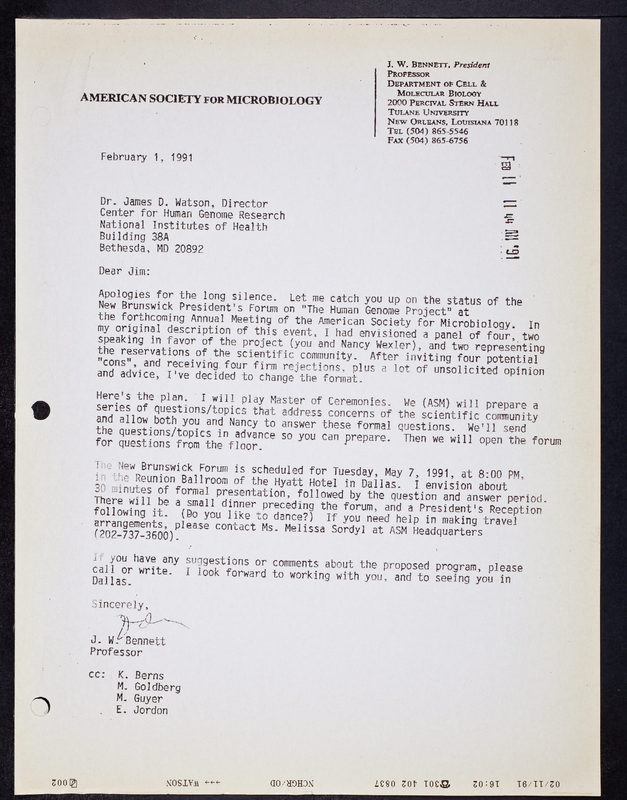 J. W. BENNETT, President
PROFESSOR
DEPARTMENT OF CELL &
MOLECULAR BIOLOGY
2000 PERCIVAL STERN HALL
TULANE UNIVERSITY
NEW ORLEANS, LOUISIANA 70118
TEL (504) 865-5546
FAX (504) 865-6756
AMERICAN SOCIETY FOR MICROBIOLOGY
February 1, 1991
FEB 11 11 44 AM '91
Dr. James D. Watson, Director
Center for Human Genome Research
National Institutes of Health
Building 38A
Bethesda, MD 20892
Dear Jim:
Apologies for the long silence. Let me catch you up on the status of the
New Brunswick President's Forum on "The Human Genome Project" at
the forthcoming Annual Meeting of the American Society for Microbiology. In
my original description of this event, I had envisioned a panel of four, two
speaking in favor of the project (you and Nancy Wexler), and two representing
the reservations of the scientific community. After inviting four potential
"cons", and receiving four firm rejections, plus a lot of unsolicited opinion
and advice, I've decided to change the format.
Here's the plan. I will play Master of Ceremonies. We (ASM) will prepare a
series of questions/topics that address concerns of the scientific community
and allow both you and Nancy to answer these formal questions. We'll send
the questions/topics in advance so you can prepare. Then we will open the forum
for questions from the floor.
The New Brunswick Forum is scheduled for Tuesday, May 7, 1991, at 8:00 PM,
in the Reunion Ballroom of the Hyatt Hotel in Dallas. I envision about
30 minutes of formal presentation, followed by the question and answer period.
There will be a small dinner preceding the forum, and a President's Reception
following it. (Do you like to dance?) If you need help in making travel
arrangements, please contact Ms. Melissa Sordyl at ASM Headquarters
(202-737-3600).
If you have any suggestions or comments about the proposed program, please
call or write. I look forward to working with you, and to seeing you in
Dallas.
Sincerely,
J. W. Bennett
Professor
cc: K. Berns
M. Goldberg
M. Guyer
E. Jordon
02/11/91 16:02 ☎301 402 0837 NCHGR/OD →→→ WATSON 002